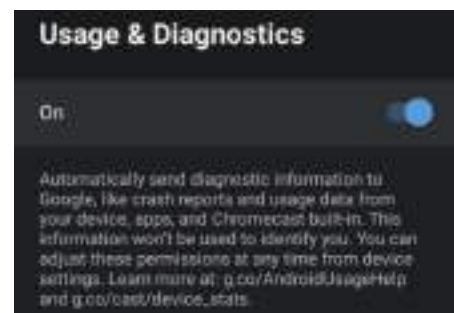 Usage & Diagnostics
On
Automatically send diagnostic information to
Google, like crash reports and usage data from
your device, apps, and Chromecast built-in. This
information won't be used to identify you. You can
adjust these permissions at any time from device
settings. Learn more at: g.co/AndroidUsageHelp
and g.co/cast/device_stats.